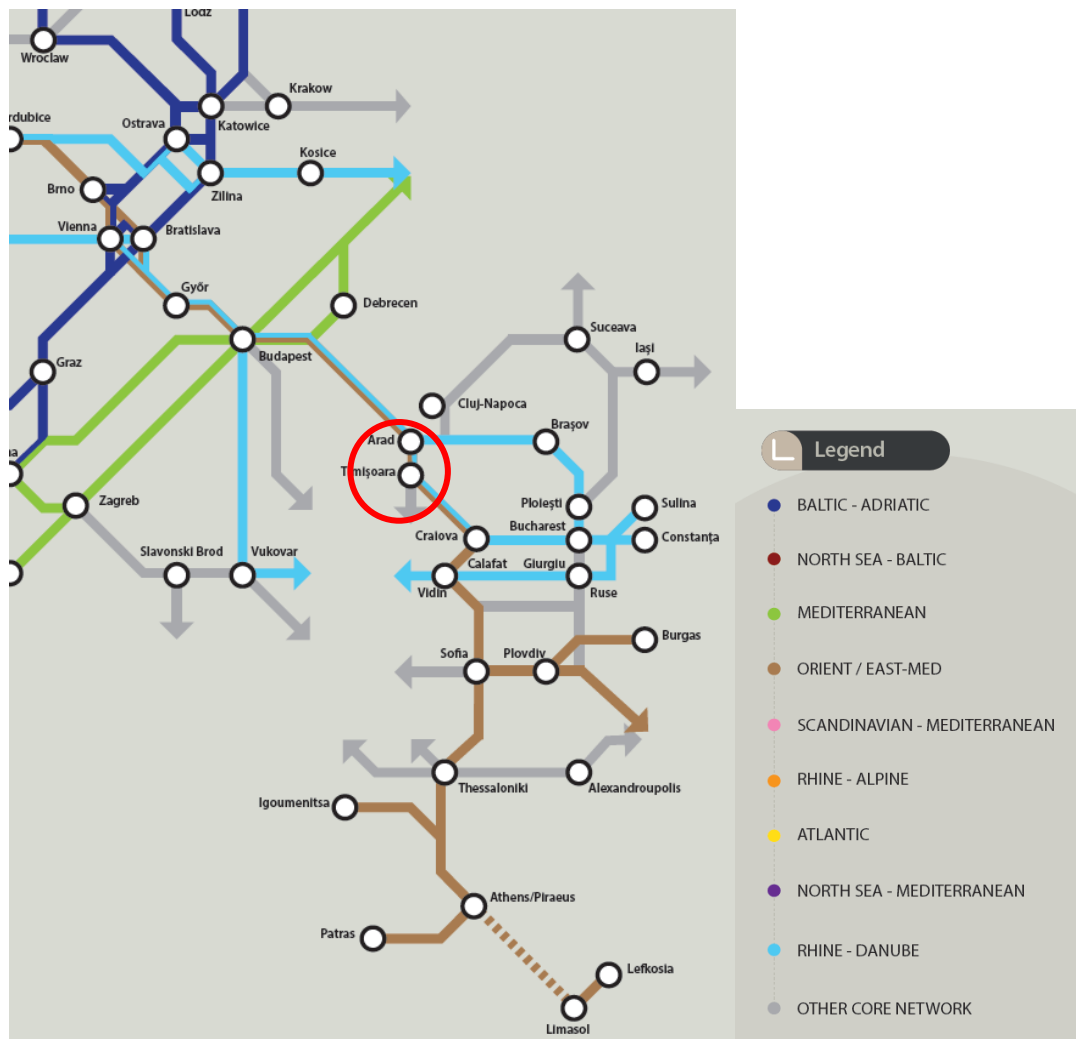 Lodz
Wroclaw
Krakow
rdubice
Ostrava
Katowice
Kosice
Brno
Zilina
Vienna
Bratislava
Győr
Debrecen
Suceava
Iași
Budapest
Graz
Cluj-Napoca
Brașov
Arad
na
Timișoara
Zagreb
Ploiești
Sulina
Bucharest
Constanța
Craiova
Slavonski Brod
Vukovar
Calafat
Giurgiu
Vidin
Ruse
Burgas
Sofia
Plovdiv
Thessaloniki
Alexandroupolis
Igoumenitsa
Athens/Piraeus
Patras
Lefkosia
Limasol
Legend
BALTIC - ADRIATIC
NORTH SEA - BALTIC
MEDITERRANEAN
ORIENT / EAST-MED
SCANDINAVIAN - MEDITERRANEAN
RHINE - ALPINE
ATLANTIC
NORTH SEA - MEDITERRANEAN
RHINE - DANUBE
OTHER CORE NETWORK